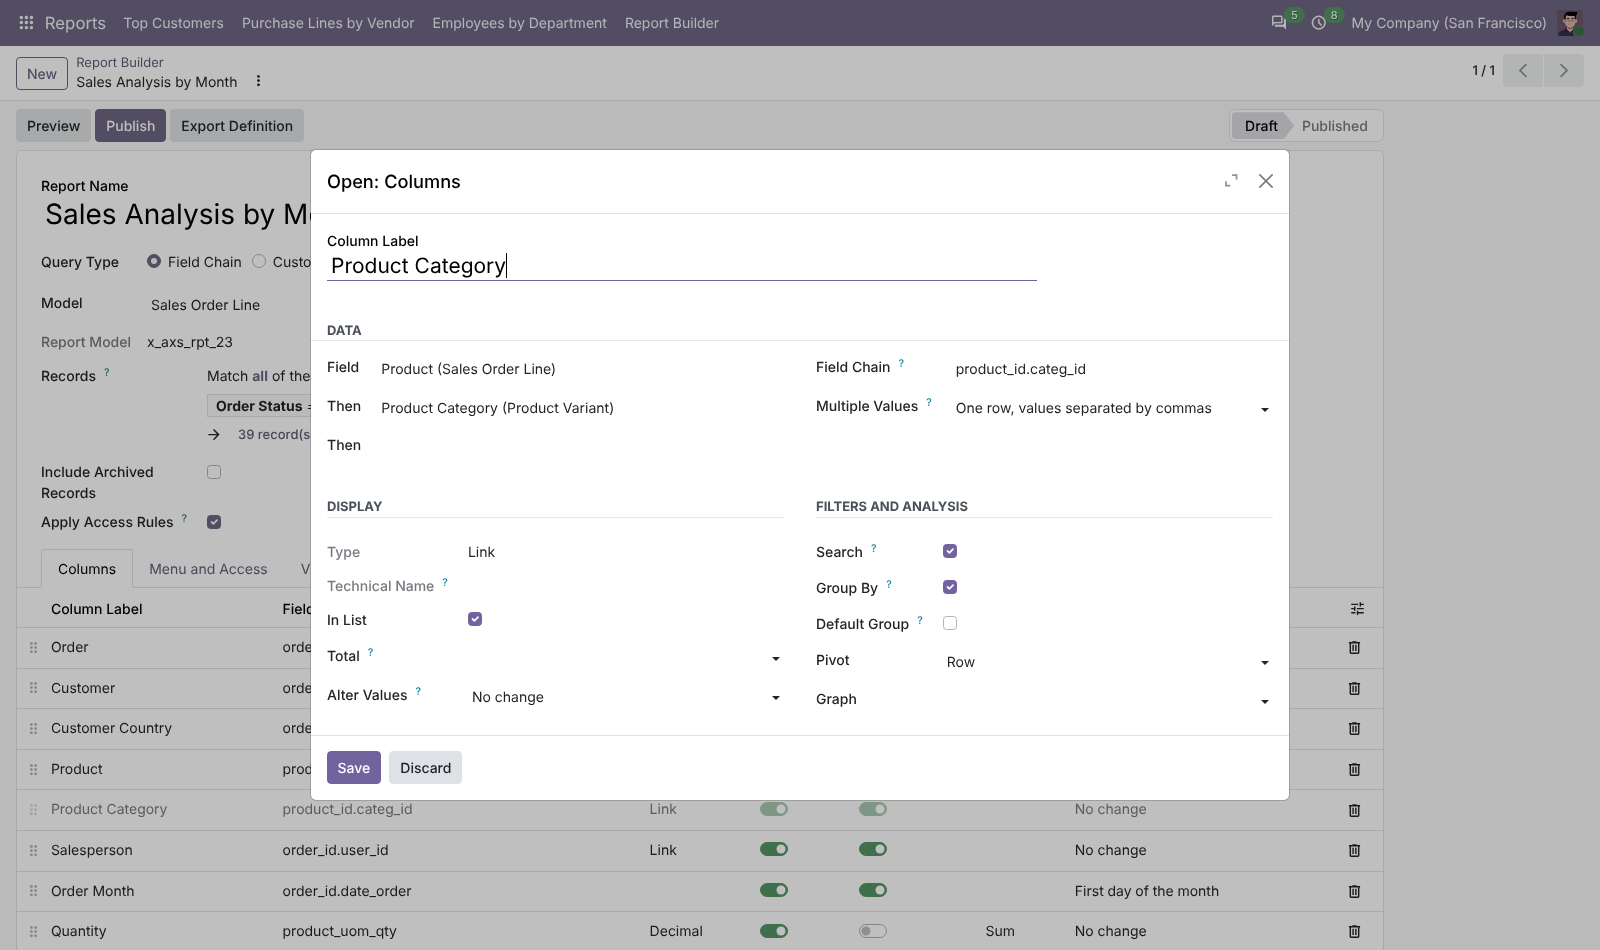 Reports Top Customers Purchase Lines by Vendor Employees by Department Report Builder 5 8 My Company (San Francisco)
New Report Builder
Sales Analysis by Month 1 / 1
Preview Publish Export Definition Draft Published
Report Name
Sales Analysis by Mo
Query Type Field Chain Custo
Model Sales Order Line
Report Model x_axs_rpt_23
Records ? Match all of the
Order Status =
39 record(s
Include Archived
Records
Apply Access Rules ?
Columns Menu and Access V
Column Label Field
Order orde
Customer orde
Customer Country orde
Product prod
Product Category product_id.categ_id Link No change
Salesperson order_id.user_id Link No change
Order Month order_id.date_order First day of the month
Quantity product_uom_qty Decimal Sum No change
Open: Columns
Column Label
Product Category
DATA
Field Product (Sales Order Line) Field Chain ? product_id.categ_id
Then Product Category (Product Variant) Multiple Values ? One row, values separated by commas
Then
DISPLAY FILTERS AND ANALYSIS
Type Link Search ?
Technical Name ? Group By ?
In List Default Group ?
Total ? Pivot Row
Alter Values ? No change Graph
Save Discard